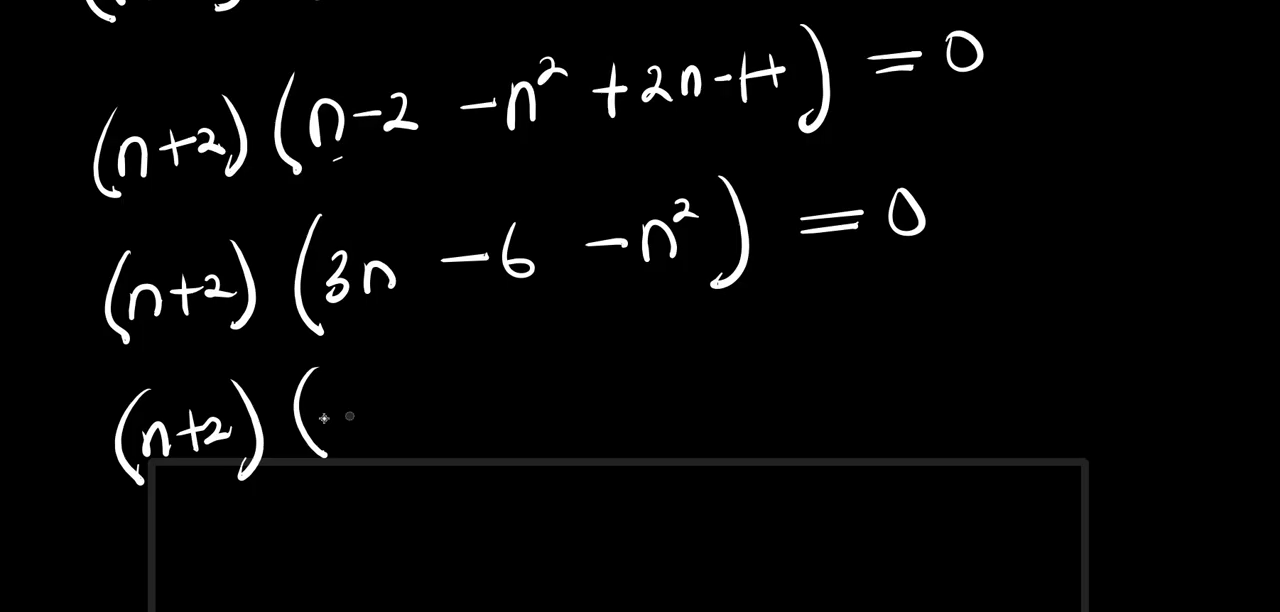 (n+2) (n-2 -n² +2n-4) = 0
(n+2) (3n -6 -n²) = 0
(n+2) (